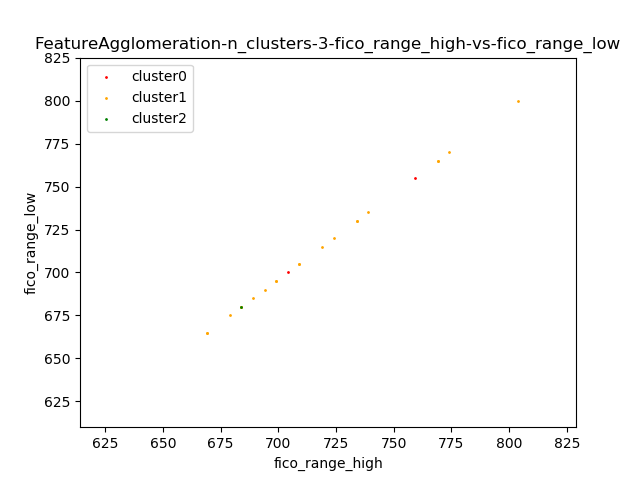 FeatureAgglomeration-n_clusters-3-fico_range_high-vs-fico_range_low
825
800
775
750
725
700
675
650
625
fico_range_low
cluster0
cluster1
cluster2
625 650 675 700 725 750 775 800 825
fico_range_high